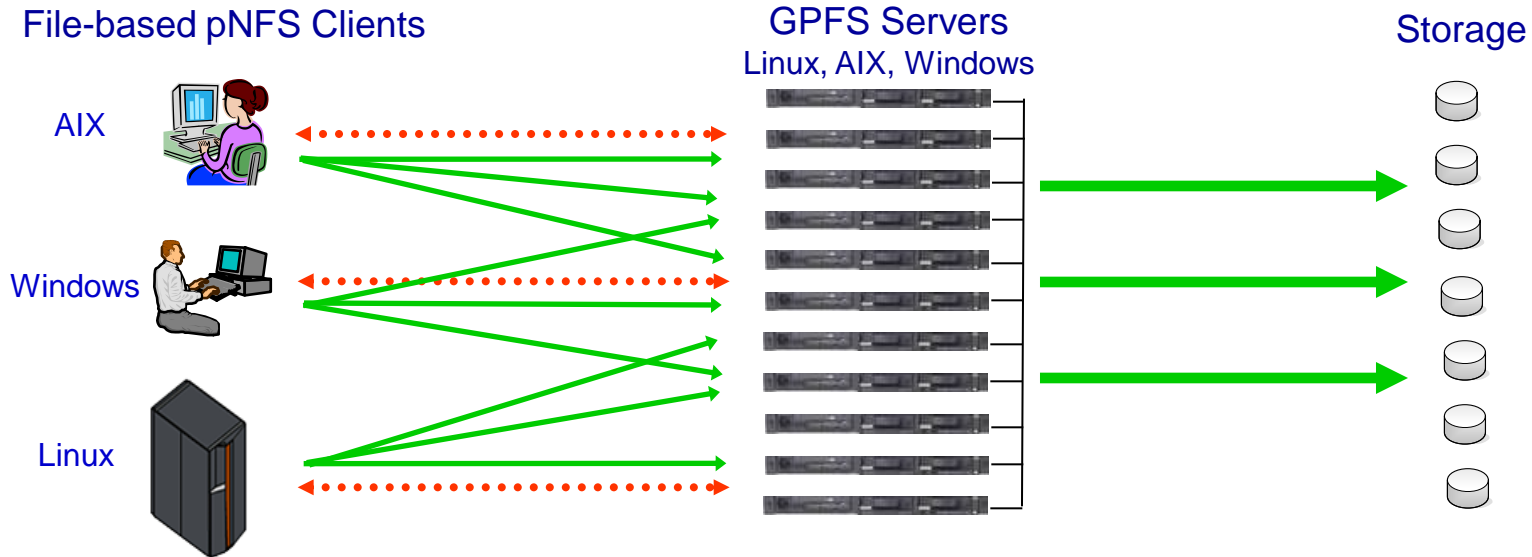 File-based pNFS Clients
GPFS Servers
Linux, AIX, Windows
Storage
AIX
Windows
Linux